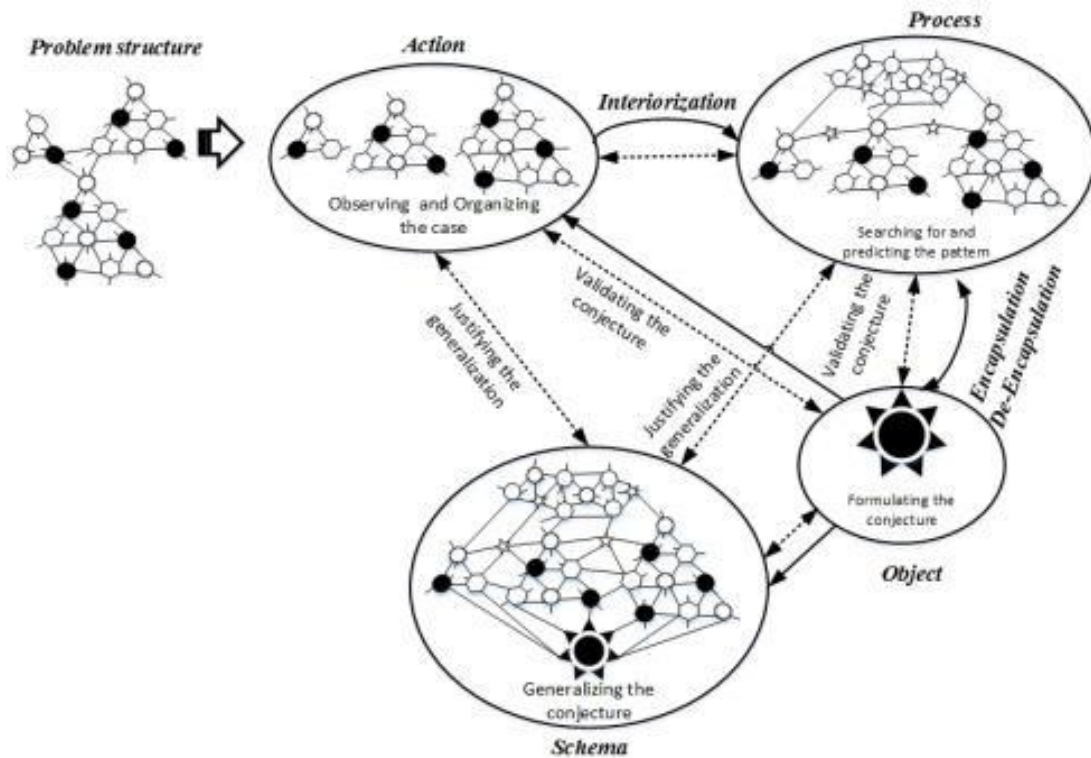 Problem structure
Action
Process
Interiorization
Observing and Organizing
the case
Searching for and
predicting the pattern
Justifying the
generalization
Validating the
conjecture
Justifying the
generalization
Validating the
conjecture
Encapsulation
De-Encapsulation
Formulating the
conjecture
Object
Generalizing the
conjecture
Schema